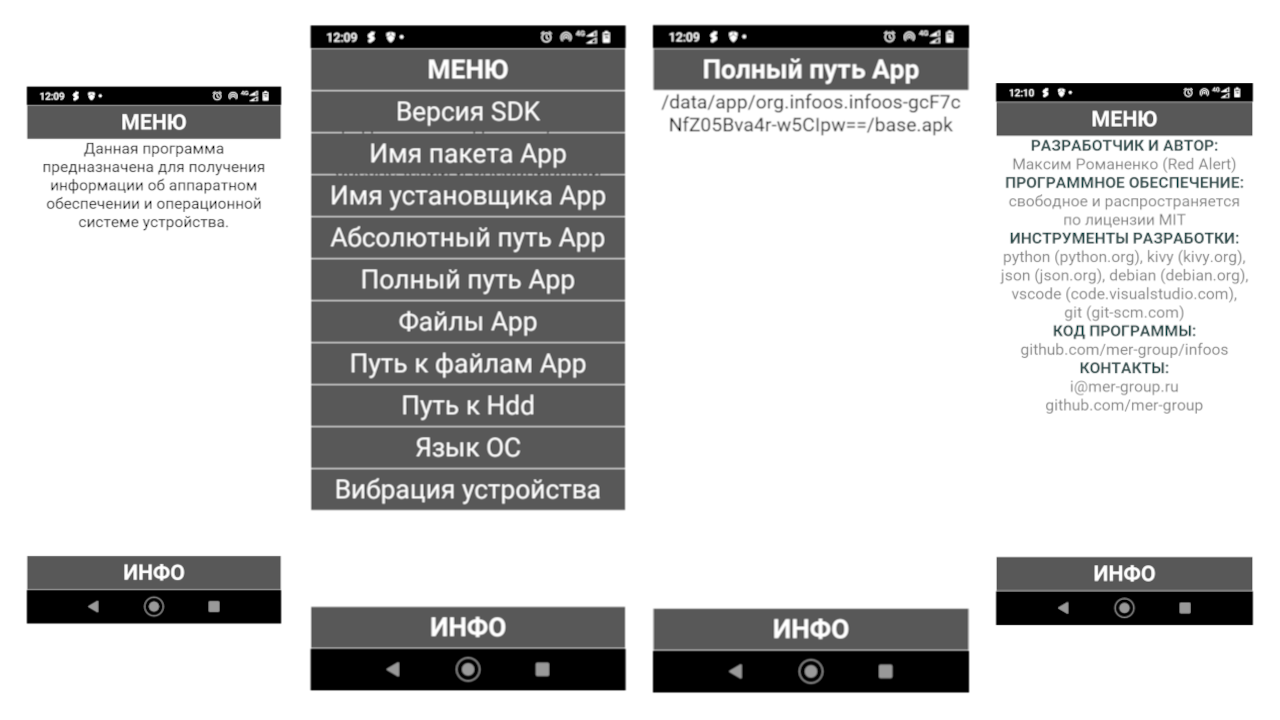 12:09
МЕНЮ
Данная программа
предназначена для получения
информации об аппаратном
обеспечении и операционной
системе устройства.
ИНФО
12:09
4G
МЕНЮ
Версия SDK
Имя пакета App
Имя установщика App
Абсолютный путь App
Полный путь App
Файлы App
Путь к файлам App
Путь к Hdd
Язык ОС
Вибрация устройства
ИНФО
12:09
4G
Полный путь App
/data/app/org.infoos.infoos-gcF7c
NfZ05Bva4r-w5CIpw==/base.apk
ИНФО
12:10
4G
МЕНЮ
РАЗРАБОТЧИК И АВТОР:
Максим Романенко (Red Alert)
ПРОГРАММНОЕ ОБЕСПЕЧЕНИЕ:
свободное и распространяется
по лицензии MIT
ИНСТРУМЕНТЫ РАЗРАБОТКИ:
python (python.org), kivy (kivy.org),
json (json.org), debian (debian.org),
vscode (code.visualstudio.com),
git (git-scm.com)
КОД ПРОГРАММЫ:
github.com/mer-group/infoos
КОНТАКТЫ:
i@mer-group.ru
github.com/mer-group
ИНФО